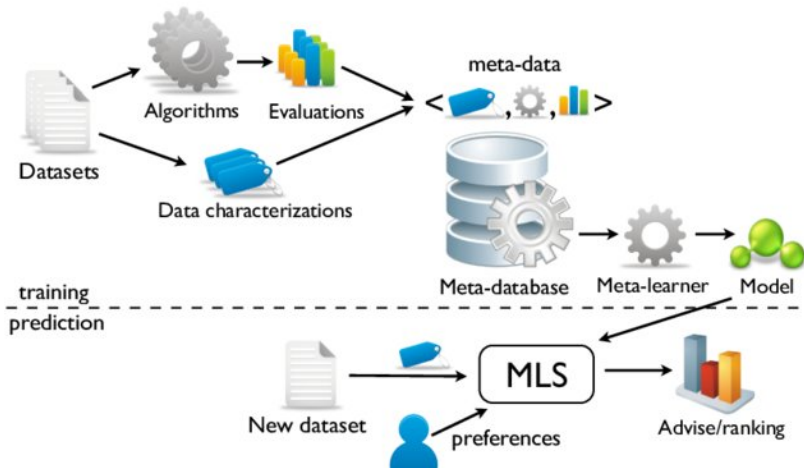 meta-data
Algorithms
Evaluations
< , , >
Datasets
Data characterizations
Meta-database
Meta-learner
Model
training
prediction
MLS
New dataset
preferences
Advise/ranking